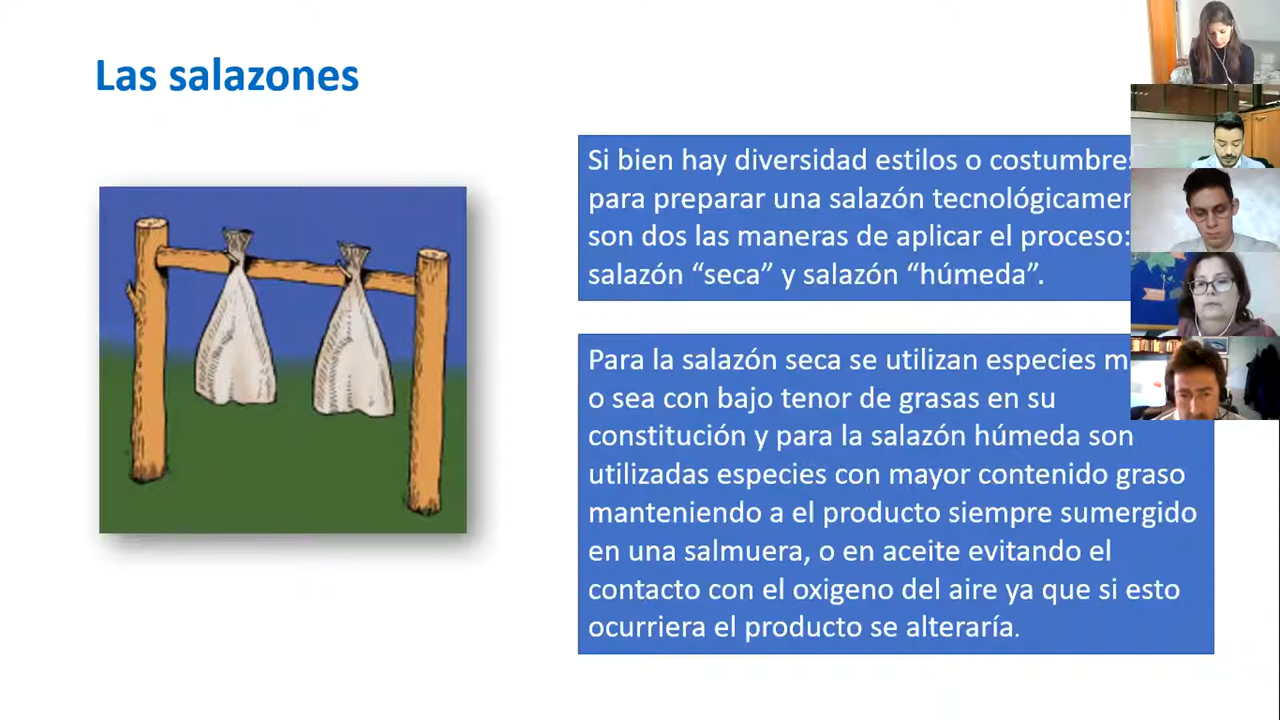 Las salazones
Si bien hay diversidad estilos o costumbres
para preparar una salazón
son dos las maneras de aplicar el proceso:
salazón “seca” y salazón “húmeda”.
Para la salazón seca se utilizan especies
o sea con bajo tenor de grasas en su
constitución y para la salazón húmeda son
utilizadas especies con mayor contenido graso
manteniendo a el producto siempre sumergido
en una salmuera, o en aceite evitando el
contacto con el oxigeno del aire ya que si esto
ocurriera el producto se alteraría.